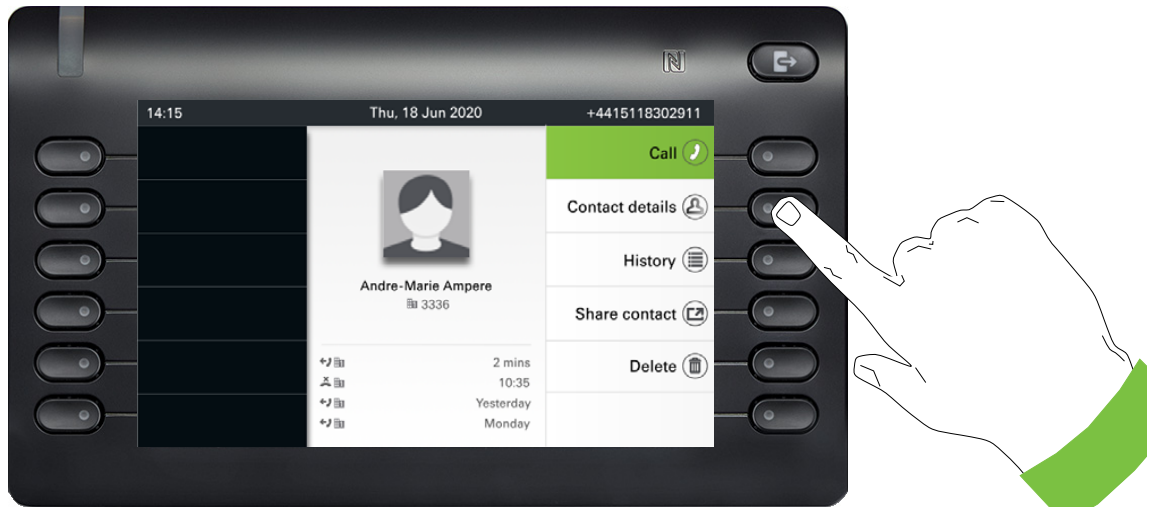 14:15 Thu, 18 Jun 2020 +4415118302911
Call
Contact details
History
Share contact
Delete
Andre-Marie Ampere
3336
2 mins
10:35
Yesterday
Monday